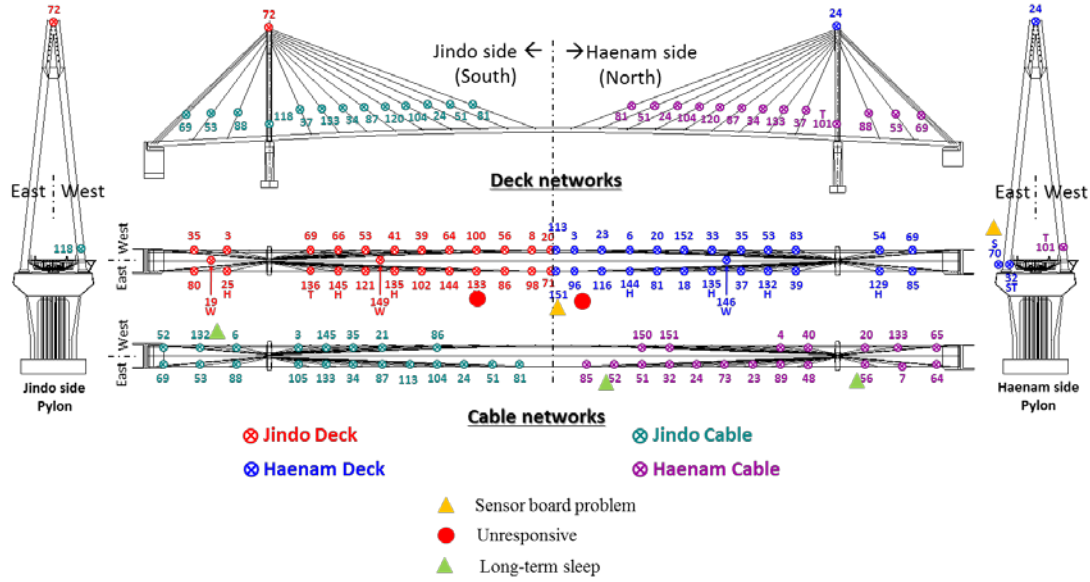 72
72
24
24
Jindo side ← → Haenam side
(South) (North)
69 53 88 118 37 133 34 87 120 104 24 51 81
81 51 24 104 120 87 34 133 37 T 101 88 53 69
East West
East West
118
T
101
S
70
32
ST
Deck networks
West
East
35 3 69 66 53 41 39 64 100 56 8 20
113 3 23 6 20 152 33 35 53 83 54 69
80 25 136 145 121 135 102 144 133 86 98 71
H T H H
151 96 116 144 81 18 135 37 132 39 129 85
H H H H
19
W
149
W
146
W
West
East
52 132 6 3 145 35 21 86
150 151 4 40 20 133 65
69 53 88 105 133 34 87 113 104 24 51 81
85 52 51 32 24 73 23 89 48 56 7 64
Jindo side
Pylon
Haenam side
Pylon
Cable networks
Jindo Deck
Jindo Cable
Haenam Deck
Haenam Cable
Sensor board problem
Unresponsive
Long-term sleep